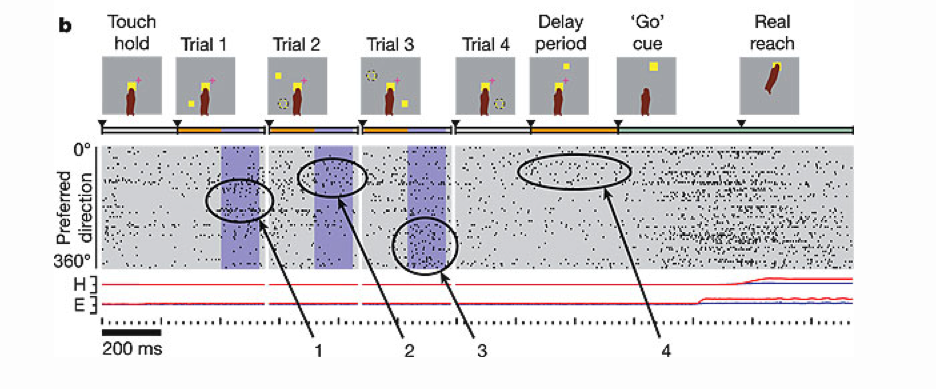 b
Touch hold
Trial 1
Trial 2
Trial 3
Trial 4
Delay period
‘Go’ cue
Real reach
0°
Preferred direction
360°
H
E
200 ms
1
2
3
4